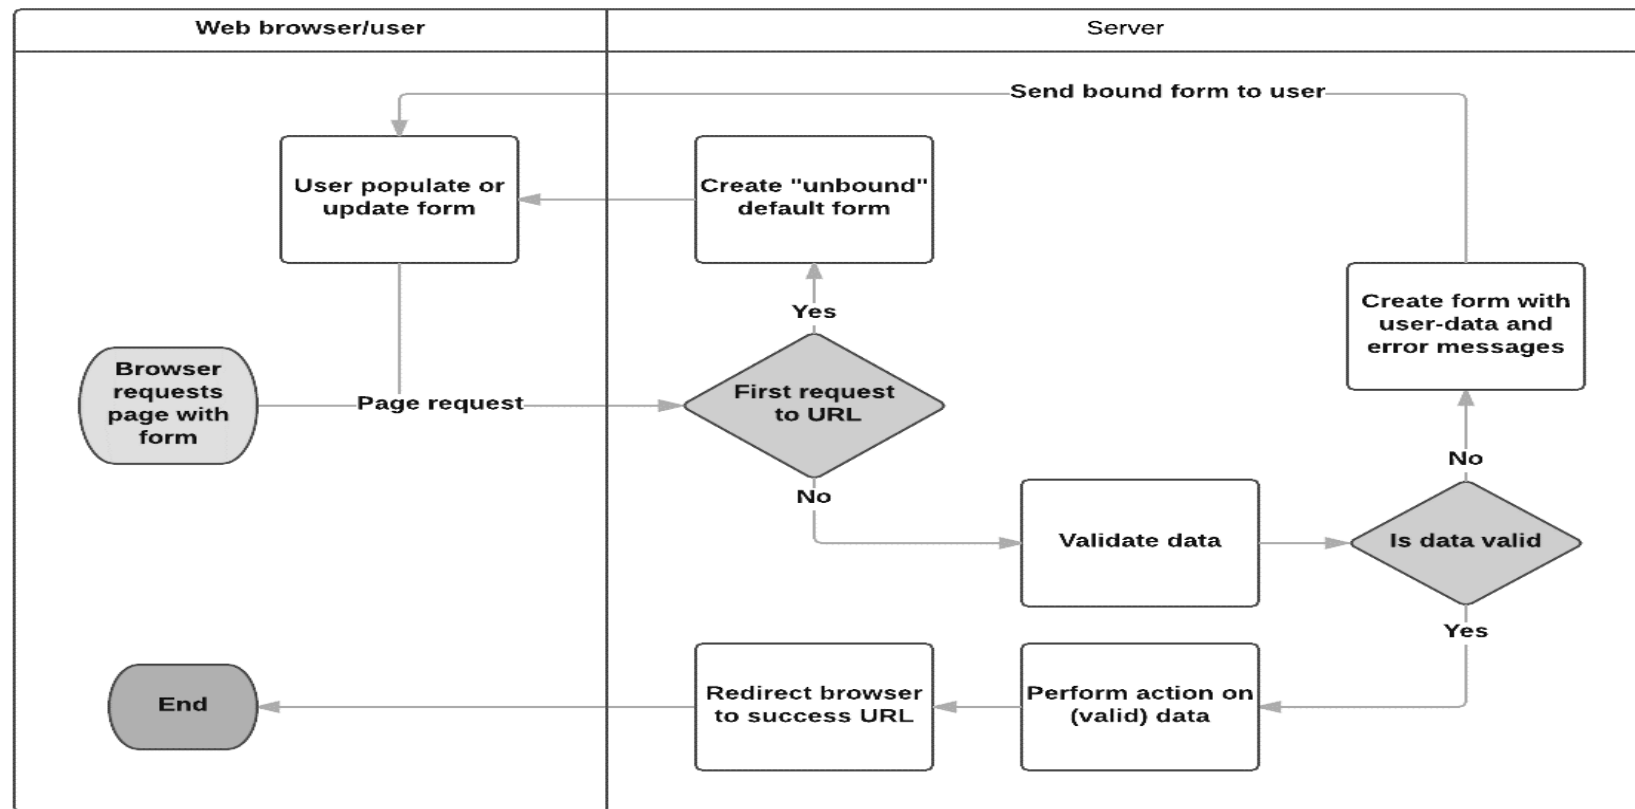 Web browser/user
Server
Send bound form to user
User populate or
update form
Create "unbound"
default form
Create form with
user-data and
error messages
Yes
Browser
requests
page with
form
Page request
First request
to URL
No
No
Validate data
Is data valid
Yes
End
Redirect browser
to success URL
Perform action on
(valid) data